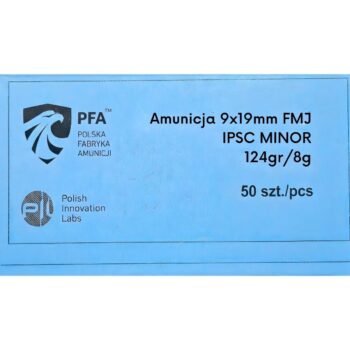 PFA™
POLSKA
FABRYKA
AMUNICJI
Polish
Innovation
Labs
Amunicja 9x19mm FMJ
IPSC MINOR
124gr/8g
50 szt./pcs